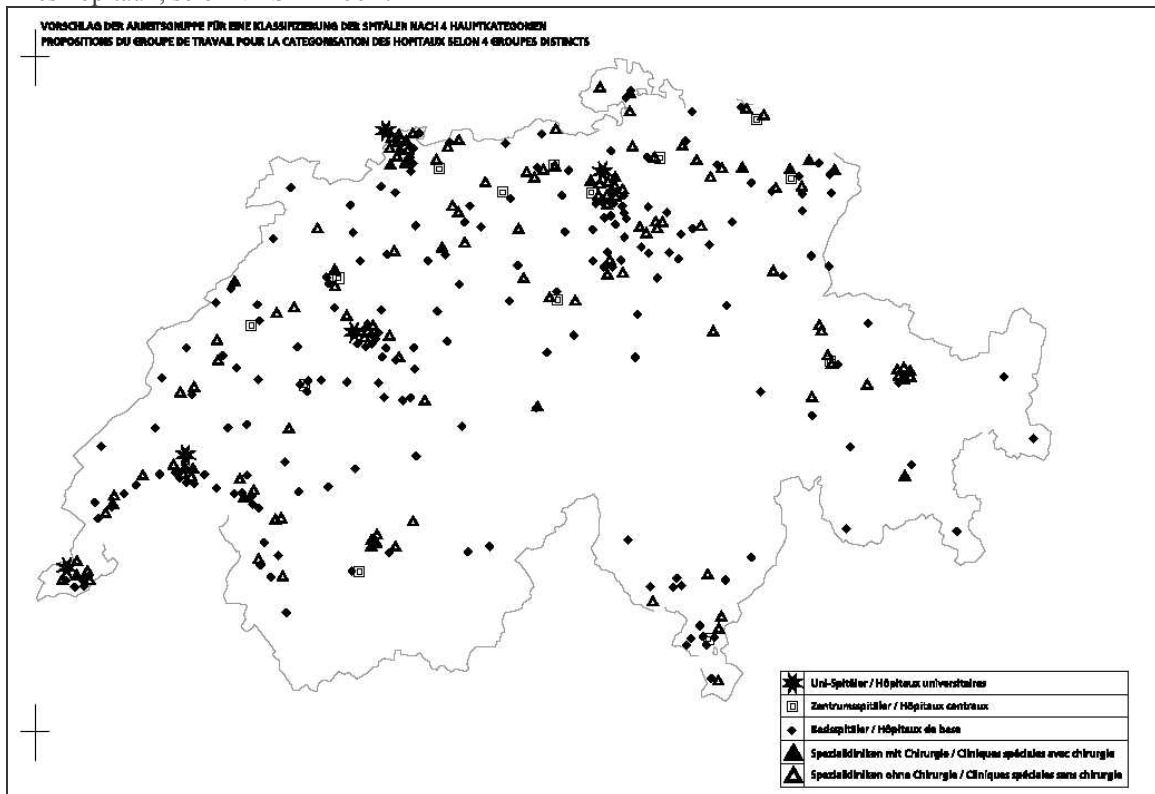 VORSCHLAG DER ARBEITSGRUPPE FÜR EINE KLASSIFIZIERUNG DER SPITÄLER NACH 4 HAUPTKATEGORIEN
PROPOSITIONS DU GROUPE DE TRAVAIL POUR LA CATEGORISATION DES HOPITAUX SELON 4 GROUPES DISTINCTS
Uni-Spitäler / Hôpitaux universitaires
Zentrumsspitäler / Hôpitaux centraux
Basisspitäler / Hôpitaux de base
Spezialkliniken mit Chirurgie / Cliniques spéciales avec chirurgie
Spezialkliniken ohne Chirurgie / Cliniques spéciales sans chirurgie